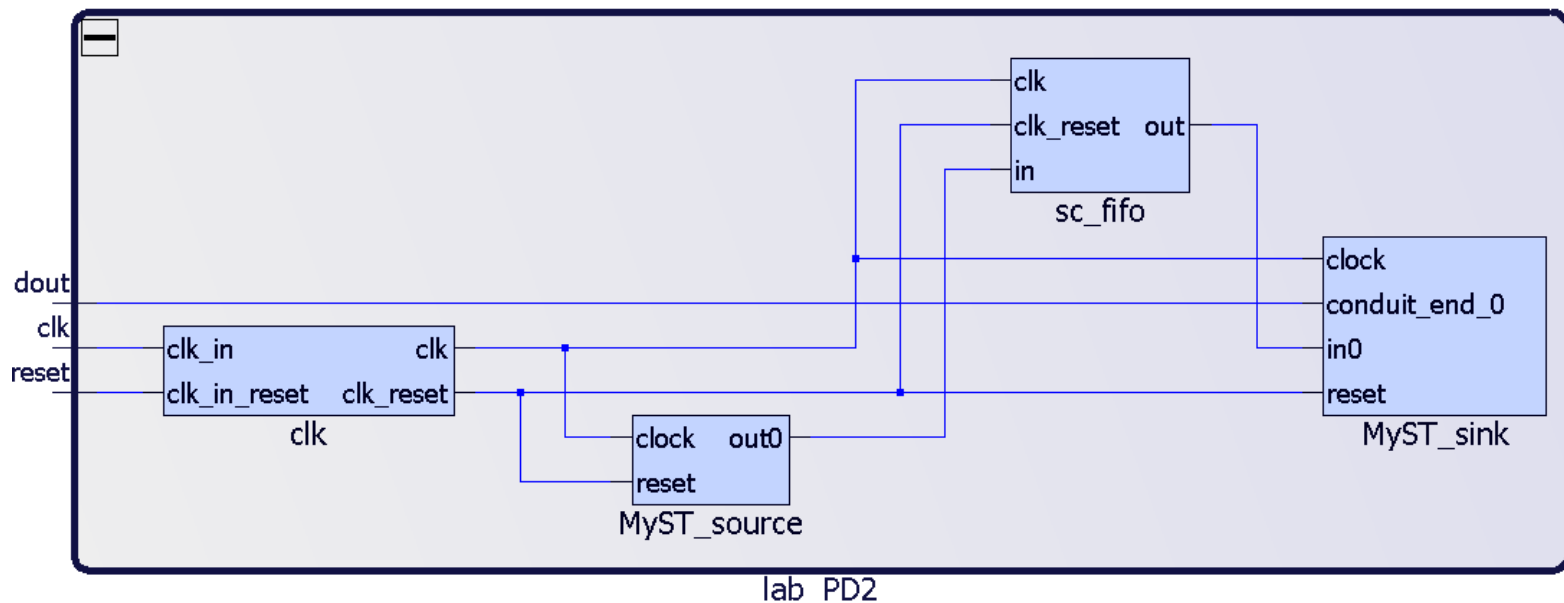 clk
clk_reset out
in
sc_fifo
dout
clk
reset
clk_in clk
clk_in_reset clk_reset
clk
clock out0
reset
MyST_source
clock
conduit_end_0
in0
reset
MyST_sink
lab PD2